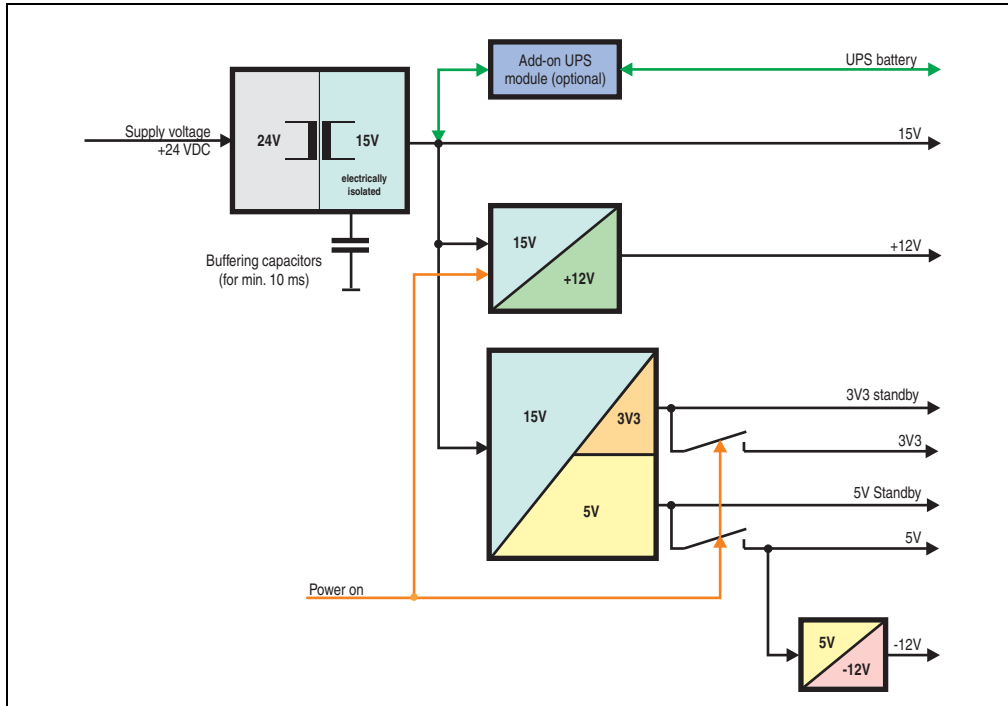 Add-on UPS
module (optional)
UPS battery
Supply voltage
+24 VDC
24V
15V
electrically
isolated
15V
Buffering capacitors
(for min. 10 ms)
15V
+12V
+12V
15V
3V3
5V
3V3 standby
3V3
5V Standby
5V
Power on
5V
-12V
-12V